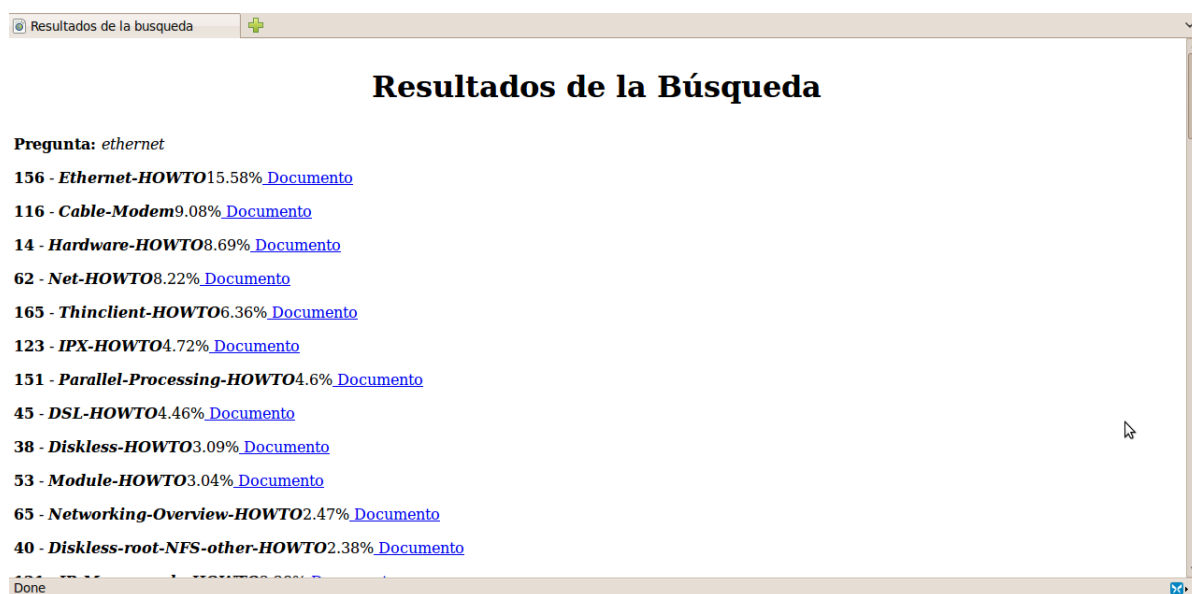 Resultados de la busqueda
Resultados de la Búsqueda
Pregunta: ethernet
156 - Ethernet-HOWTO15.58% Documento
116 - Cable-Modem9.08% Documento
14 - Hardware-HOWTO8.69% Documento
62 - Net-HOWTO8.22% Documento
165 - Thinclient-HOWTO6.36% Documento
123 - IPX-HOWTO4.72% Documento
151 - Parallel-Processing-HOWTO4.6% Documento
45 - DSL-HOWTO4.46% Documento
38 - Diskless-HOWTO3.09% Documento
53 - Module-HOWTO3.04% Documento
65 - Networking-Overview-HOWTO2.47% Documento
40 - Diskless-root-NFS-other-HOWTO2.38% Documento
Done